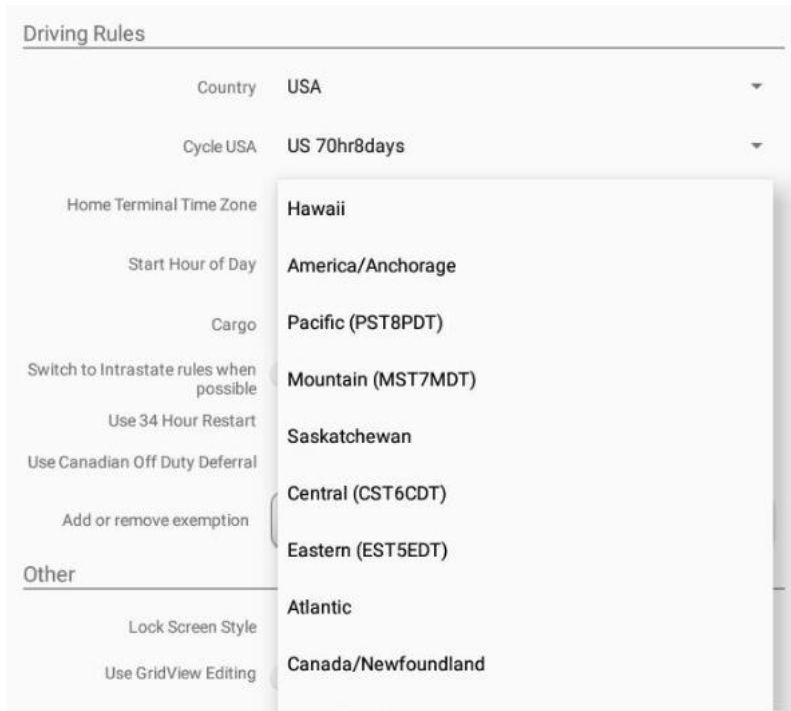 Driving Rules
Country USA
Cycle USA US 70hr8days
Home Terminal Time Zone Hawaii
Start Hour of Day America/Anchorage
Cargo Pacific (PST8PDT)
Switch to Intrastate rules when
possible Mountain (MST7MDT)
Use 34 Hour Restart Saskatchewan
Use Canadian Off Duty Deferral
Central (CST6CDT)
Add or remove exemption
Eastern (EST5EDT)
Other
Atlantic
Lock Screen Style
Canada/Newfoundland
Use GridView Editing